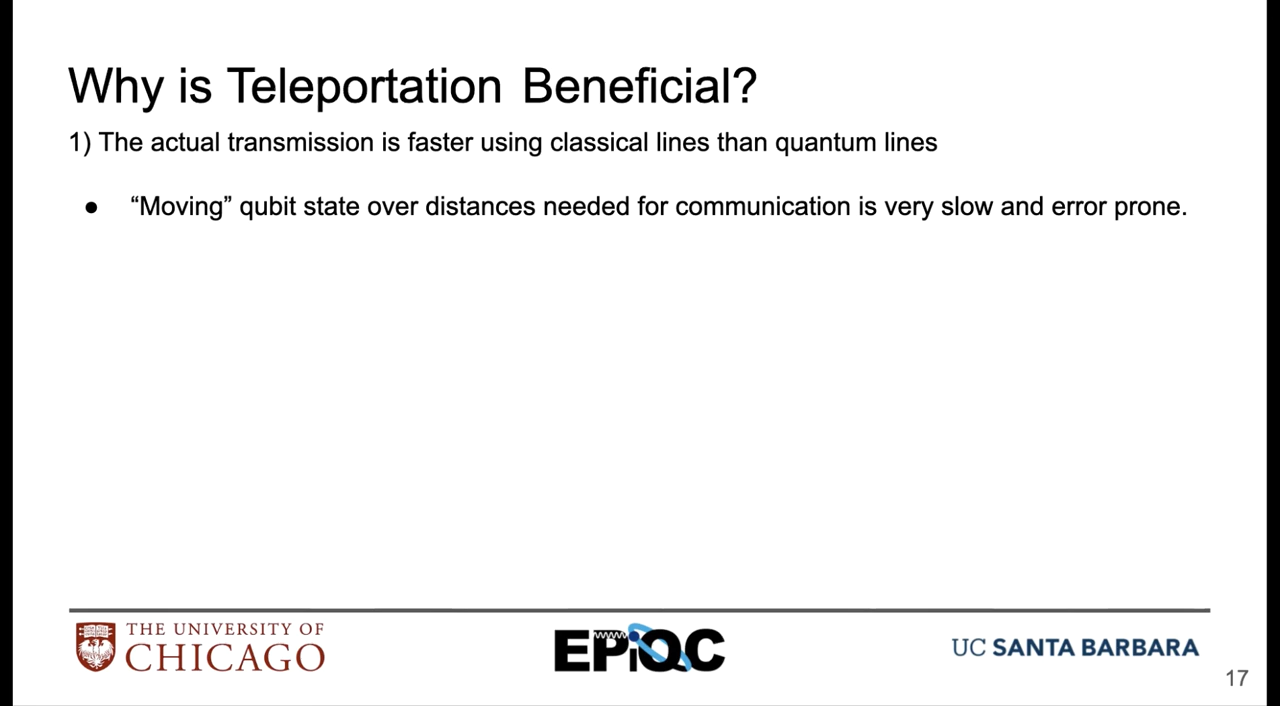 Why is Teleportation Beneficial?
1) The actual transmission is faster using classical lines than quantum lines
● “Moving” qubit state over distances needed for communication is very slow and error prone.
THE UNIVERSITY OF
CHICAGO
EPiQC
UC SANTA BARBARA
17